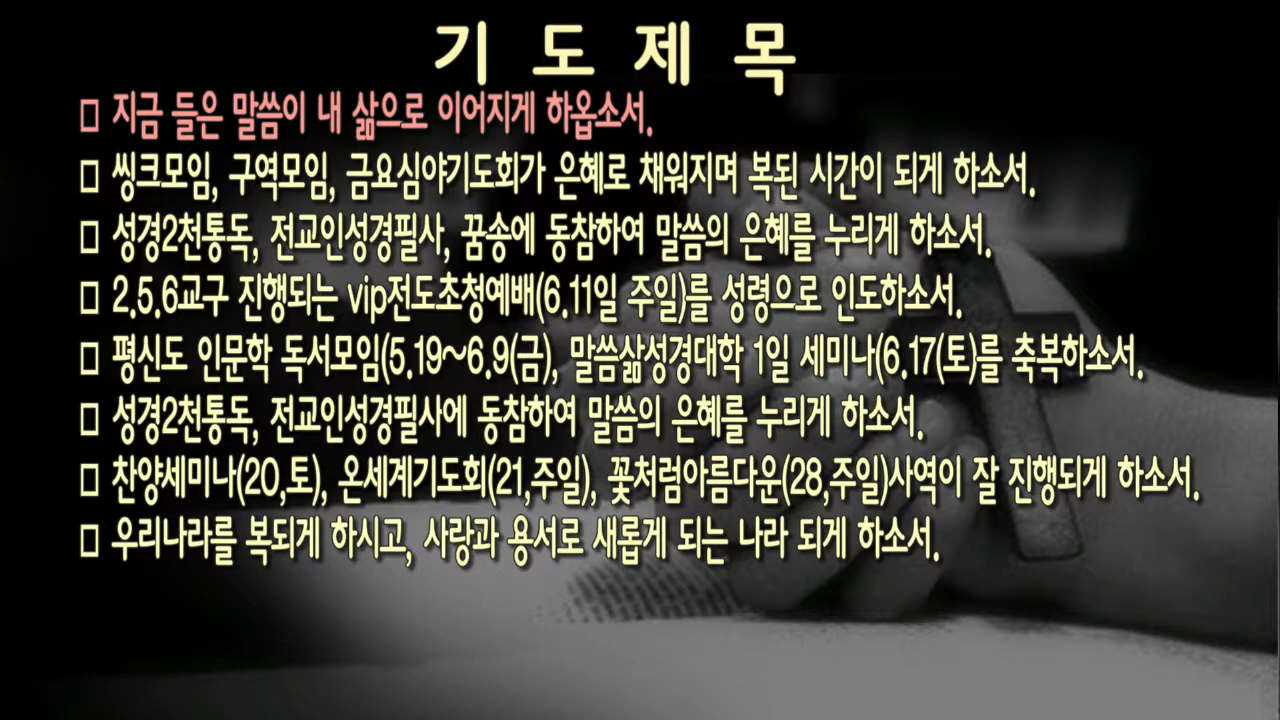 기 도 제 목
□ 지금 들은 말씀이 내 삶으로 이어지게 하옵소서.
□ 씽크모임, 구역모임, 금요심야기도회가 은혜로 채워지며 복된 시간이 되게 하소서.
□ 성경2천통독, 전교인성경필사, 꿈송에 동참하여 말씀의 은혜를 누리게 하소서.
□ 2.5.6교구 진행되는 vip전도초청예배(6.11일 주일)를 성령으로 인도하소서.
□ 평신도 인문학 독서모임(5.19~6.9(금), 말씀삶성경대학 1일 세미나(6.17(토)를 축복하소서.
□ 성경2천통독, 전교인성경필사에 동참하여 말씀의 은혜를 누리게 하소서.
□ 찬양세미나(20,토), 온세계기도회(21,주일), 꽃처럼아름다운(28,주일)사역이 잘 진행되게 하소서.
□ 우리나라를 복되게 하시고, 사랑과 용서로 새롭게 되는 나라 되게 하소서.